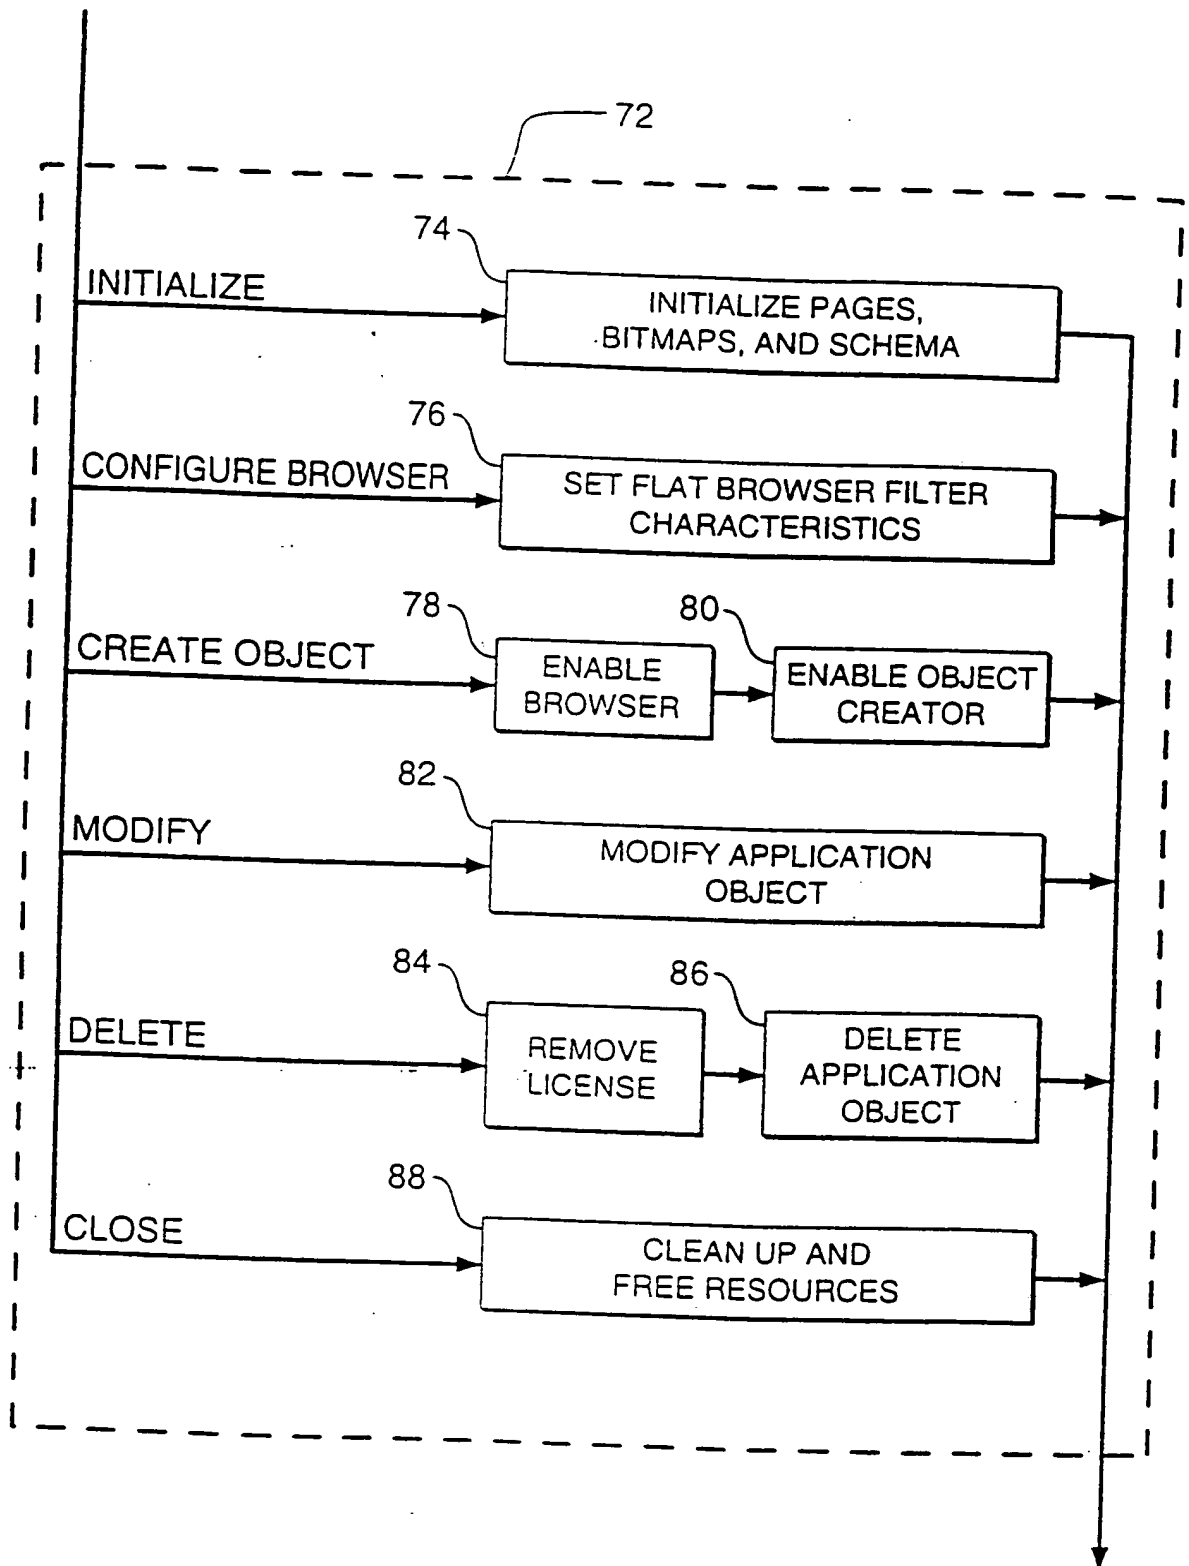 72
74
INITIALIZE
INITIALIZE PAGES,
BITMAPS, AND SCHEMA
76
CONFIGURE BROWSER
SET FLAT BROWSER FILTER
CHARACTERISTICS
78
80
CREATE OBJECT
ENABLE
BROWSER
ENABLE OBJECT
CREATOR
82
MODIFY
MODIFY APPLICATION
OBJECT
84
86
DELETE
REMOVE
LICENSE
DELETE
APPLICATION
OBJECT
88
CLOSE
CLEAN UP AND
FREE RESOURCES